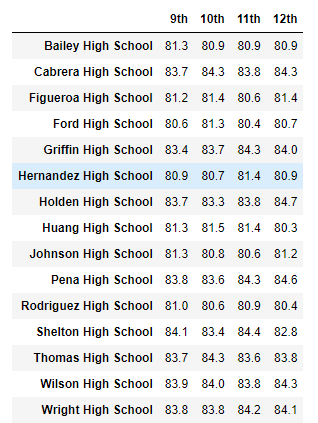 9th 10th 11th 12th
Bailey High School 81.3 80.9 80.9 80.9
Cabrera High School 83.7 84.3 83.8 84.3
Figueroa High School 81.2 81.4 80.6 81.4
Ford High School 80.6 81.3 80.4 80.7
Griffin High School 83.4 83.7 84.3 84.0
Hernandez High School 80.9 80.7 81.4 80.9
Holden High School 83.7 83.3 83.8 84.7
Huang High School 81.3 81.5 81.4 80.3
Johnson High School 81.3 80.8 80.6 81.2
Pena High School 83.8 83.6 84.3 84.6
Rodriguez High School 81.0 80.6 80.9 80.4
Shelton High School 84.1 83.4 84.4 82.8
Thomas High School 83.7 84.3 83.6 83.8
Wilson High School 83.9 84.0 83.8 84.3
Wright High School 83.8 83.8 84.2 84.1